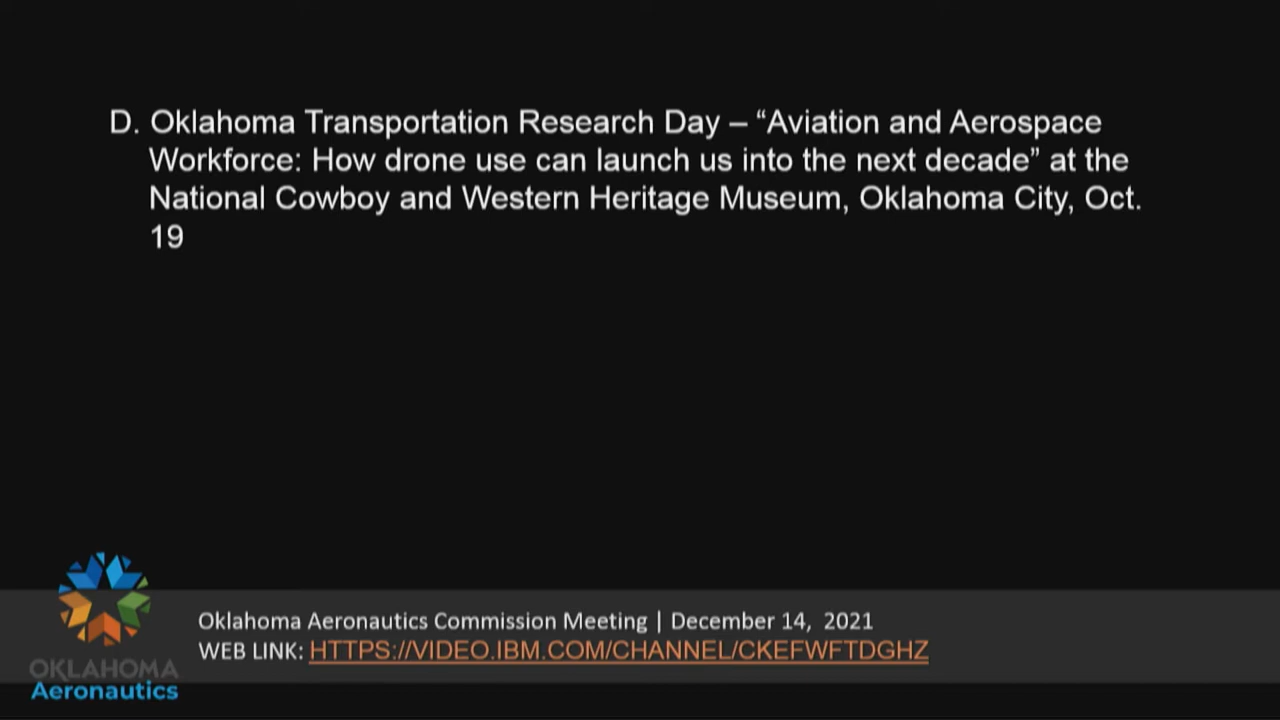 D. Oklahoma Transportation Research Day – “Aviation and Aerospace
Workforce: How drone use can launch us into the next decade” at the
National Cowboy and Western Heritage Museum, Oklahoma City, Oct.
19
Oklahoma Aeronautics Commission Meeting | December 14, 2021
WEB LINK: HTTPS://VIDEO.IBM.COM/CHANNEL/CKEFWFTDGHZ
OKLAHOMA
Aeronautics